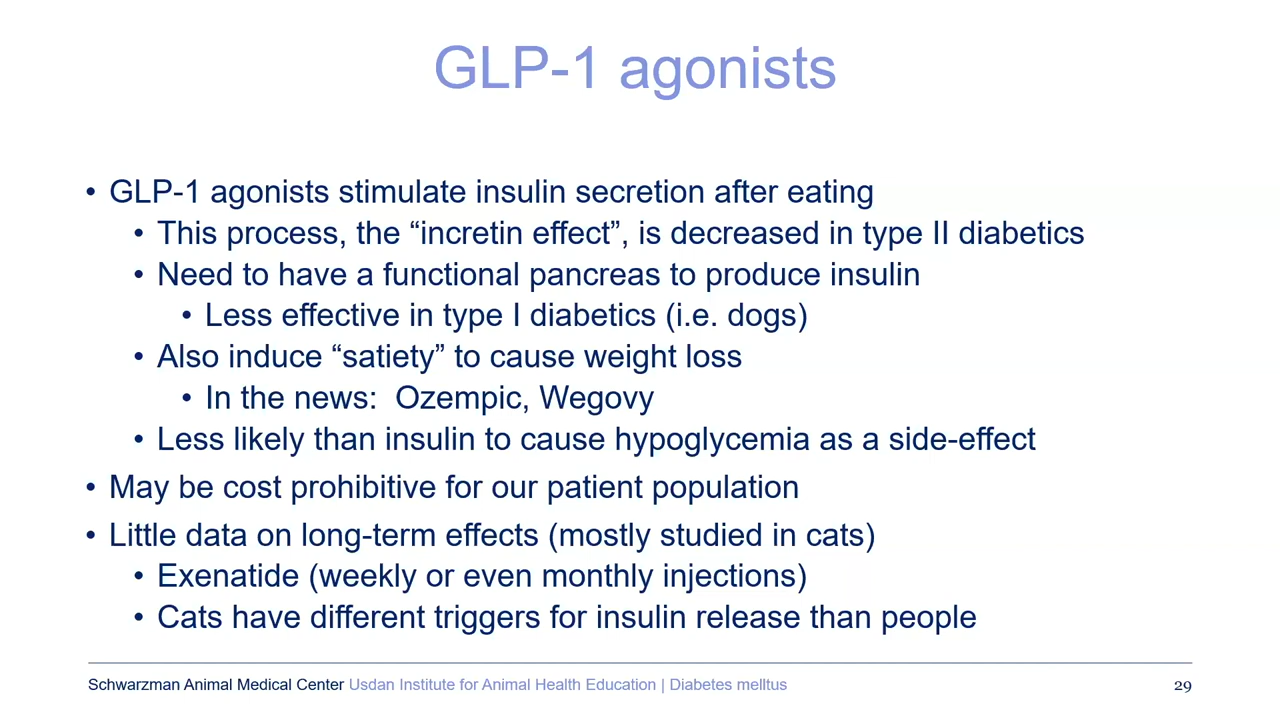 GLP-1 agonists
• GLP-1 agonists stimulate insulin secretion after eating
• This process, the “incretin effect”, is decreased in type II diabetics
• Need to have a functional pancreas to produce insulin
• Less effective in type I diabetics (i.e. dogs)
• Also induce “satiety” to cause weight loss
• In the news:  Ozempic, Wegovy
• Less likely than insulin to cause hypoglycemia as a side-effect
• May be cost prohibitive for our patient population
• Little data on long-term effects (mostly studied in cats)
• Exenatide (weekly or even monthly injections)
• Cats have different triggers for insulin release than people
Schwarzman Animal Medical Center Usdan Institute for Animal Health Education | Diabetes melltus 29